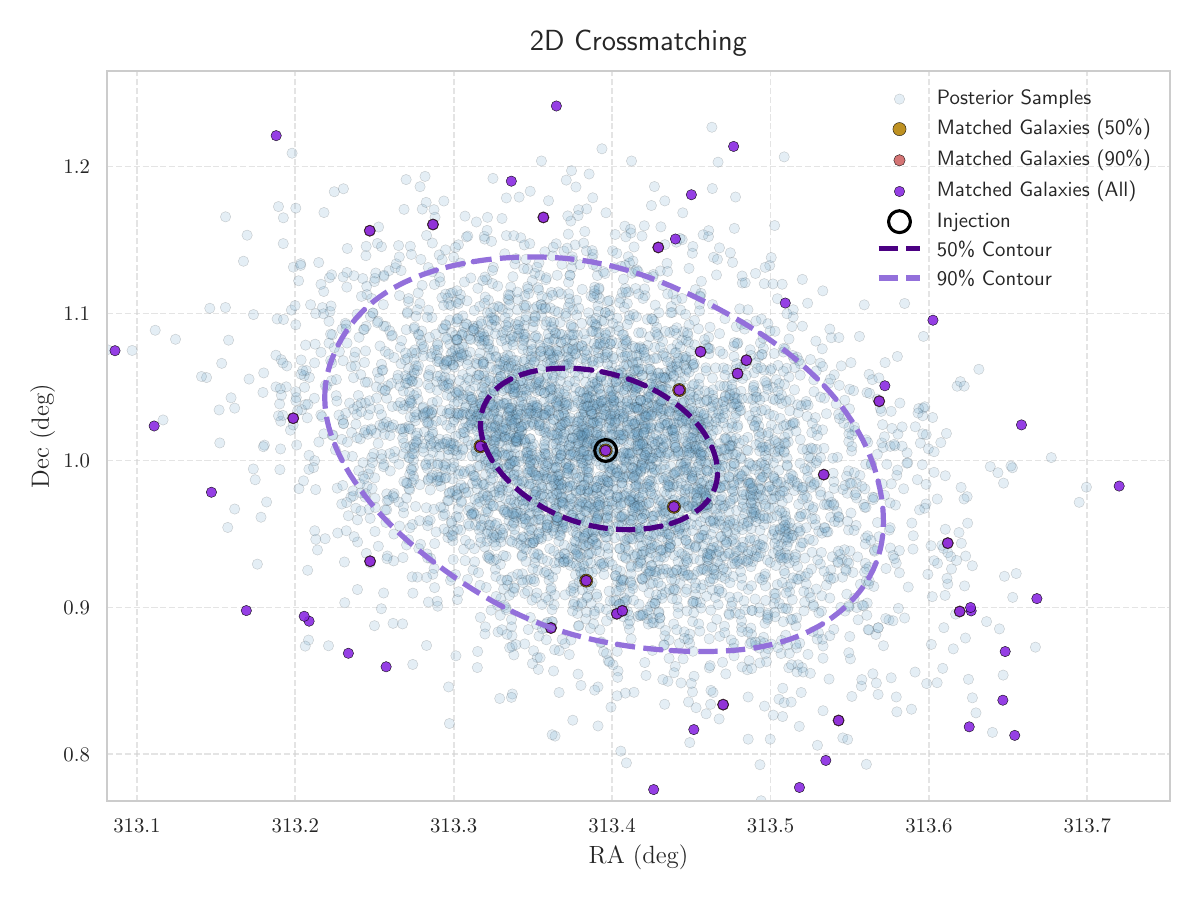 2D Crossmatching
Posterior Samples
Matched Galaxies (50%)
Matched Galaxies (90%)
Matched Galaxies (All)
Injection
50% Contour
90% Contour
1.2
1.1
1.0
0.9
0.8
Dec (deg)
313.1 313.2 313.3 313.4 313.5 313.6 313.7
RA (deg)